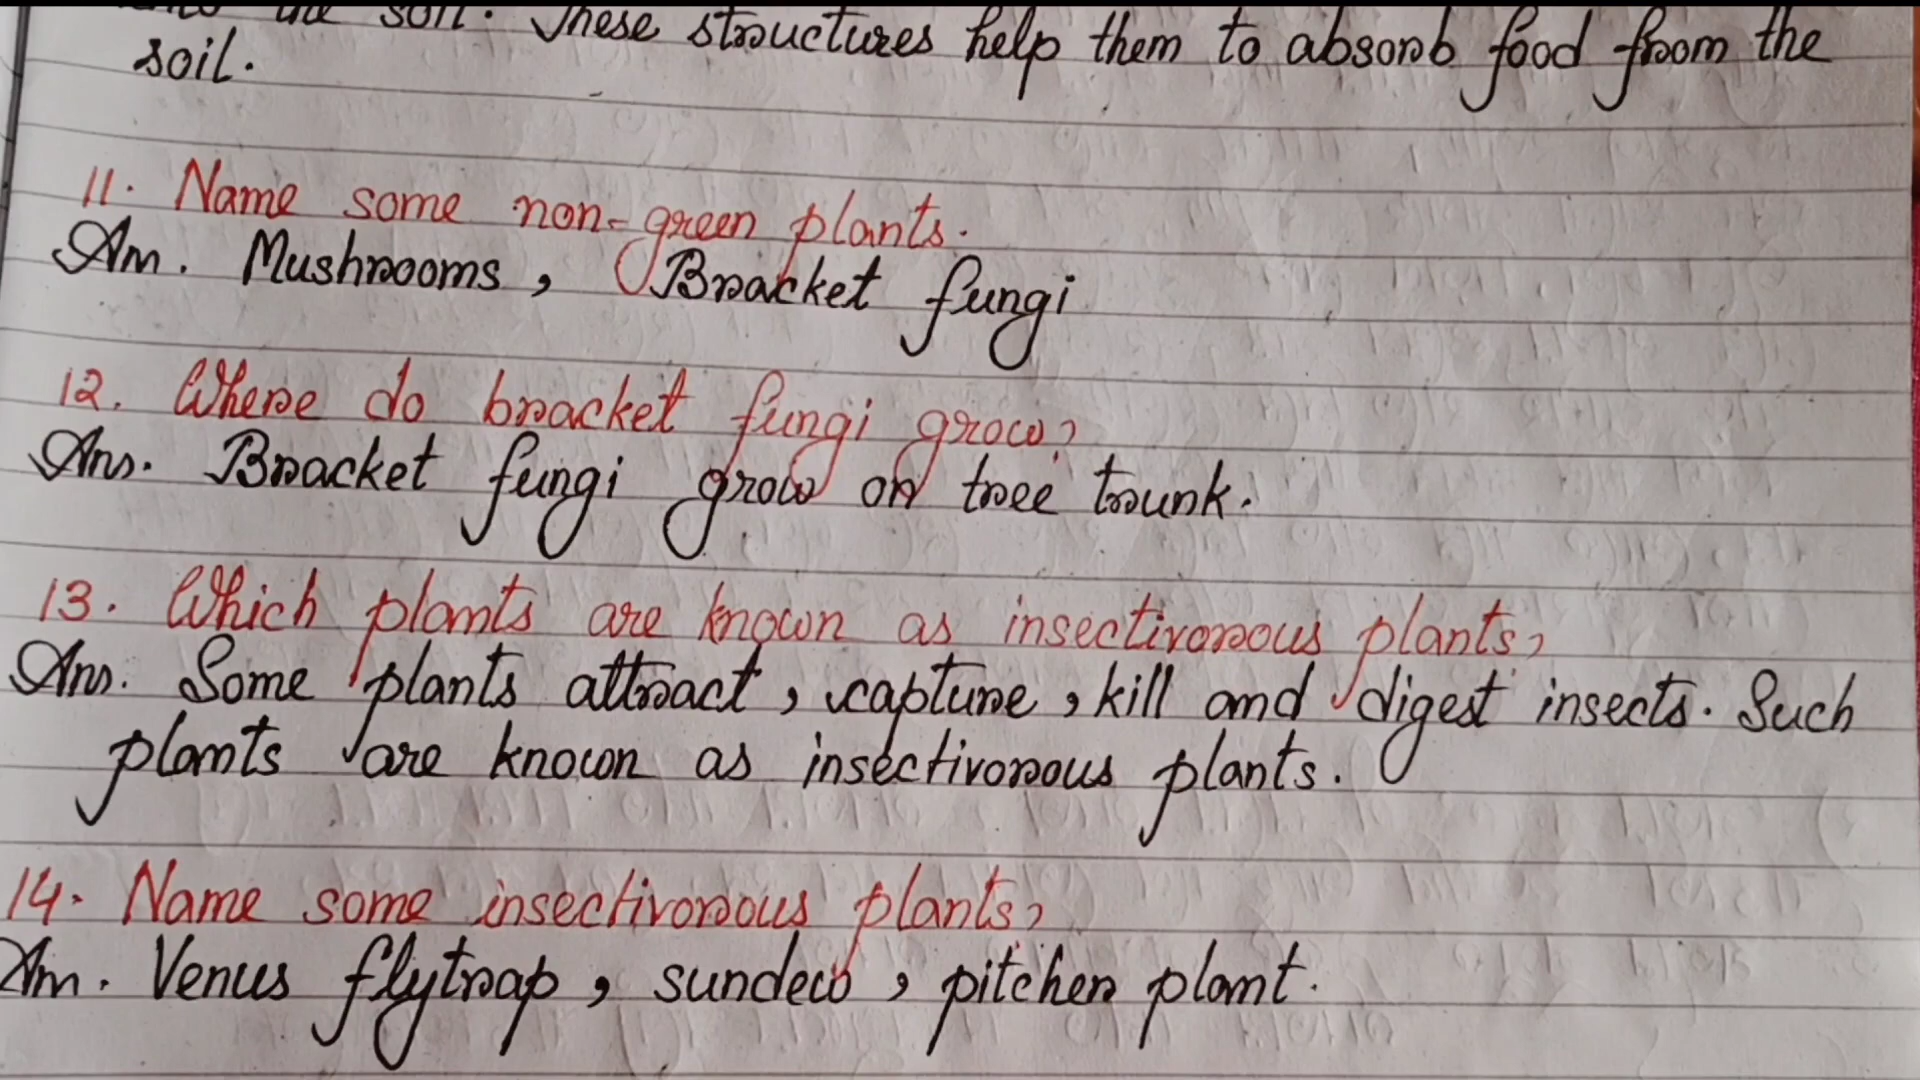 the soil. These structures help them to absorb food from the
soil.
11. Name some non-green plants.
Ans. Mushrooms, Bracket fungi
12. Where do bracket fungi grow?
Ans. Bracket fungi grow on tree trunk.
13. Which plants are known as insectivorous plants?
Ans. Some plants attract, capture, kill and digest insects. Such
plants are known as insectivorous plants.
14. Name some insectivorous plants?
Ans. Venus flytrap, sundew, pitcher plant.